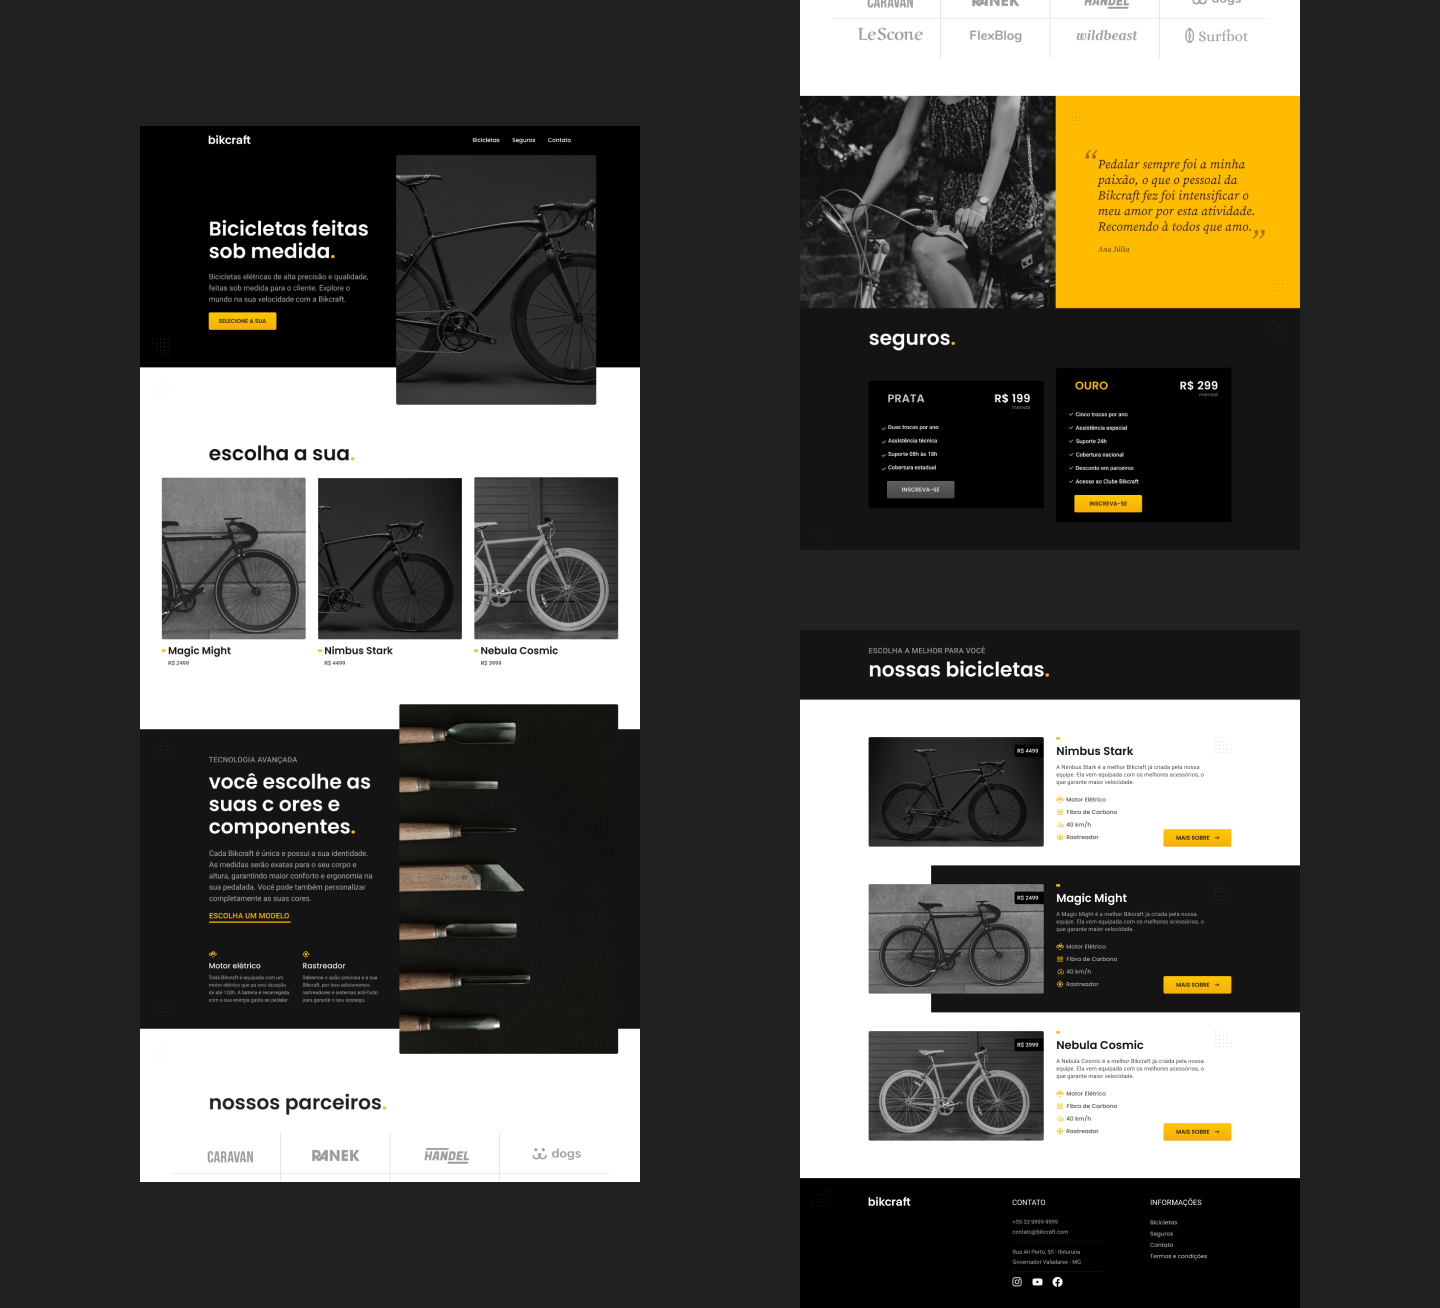 bikcraft
Bicicletas
Seguros
Contato
Bicicletas feitas
sob medida.
Bicicletas elétricas de alta precisão e qualidade,
feitas sob medida para o cliente. Explore o
mundo na sua velocidade com a Bikcraft.
SELECIONE A SUA
escolha a sua.
Magic Might
R$ 2499
Nimbus Stark
R$ 4499
Nebula Cosmic
R$ 3999
TECNOLOGIA AVANÇADA
você escolhe as
suas c ores e
componentes.
Cada Bikcraft é única e possui a sua identidade.
As medidas serão exatas para o seu corpo e
altura, garantindo maior conforto e ergonomia na
sua pedalada. Você pode também personalizar
completamente as suas cores.
ESCOLHA UM MODELO
Motor elétrico
Toda Bikcraft é equipada com um
motor elétrico que possui duração
de até 120h. A bateria é recarregada
com a sua energia gasta ao pedalar.
Rastreador
Sabemos o quão preciosa é a sua
Bikcraft, por isso adicionamos
rastreadores e sistemas anti-furto
para garantir o seu sossego.
nossos parceiros.
CARAVAN
RANEK
HANDEL
dogs
CARAVAN
RANEK
HANDEL
dogs
LeScone
FlexBlog
wildbeast
Surfbot
“Pedalar sempre foi a minha
paixão, o que o pessoal da
Bikcraft fez foi intensificar o
meu amor por esta atividade.
Recomendo à todos que amo.”
Ana Júlia
seguros.
PRATA
R$ 199
mensal
Duas trocas por ano
Assistência técnica
Suporte 08h às 18h
Cobertura estadual
INSCREVA-SE
OURO
R$ 299
mensal
Cinco trocas por ano
Assistência especial
Suporte 24h
Cobertura nacional
Desconto em parceiros
Acesso ao Clube Bikcraft
INSCREVA-SE
ESCOLHA A MELHOR PARA VOCÊ
nossas bicicletas.
R$ 4499
Nimbus Stark
A Nimbus Stark é a melhor Bikcraft já criada pela nossa
equipe. Ela vem equipada com os melhores acessórios, o
que garante maior velocidade.
Motor Elétrico
Fibra de Carbono
40 km/h
Rastreador
MAIS SOBRE →
R$ 2499
Magic Might
A Magic Might é a melhor Bikcraft já criada pela nossa
equipe. Ela vem equipada com os melhores acessórios, o
que garante maior velocidade.
Motor Elétrico
Fibra de Carbono
40 km/h
Rastreador
MAIS SOBRE →
R$ 3999
Nebula Cosmic
A Nebula Cosmic é a melhor Bikcraft já criada pela nossa
equipe. Ela vem equipada com os melhores acessórios, o
que garante maior velocidade.
Motor Elétrico
Fibra de Carbono
40 km/h
Rastreador
MAIS SOBRE →
bikcraft
CONTATO
+55 33 9999-9999
contato@bikcraft.com
Rua Ali Perto, 55 - Ibituruna
Governador Valadares - MG
INFORMAÇÕES
Bicicletas
Seguros
Contato
Termos e condições